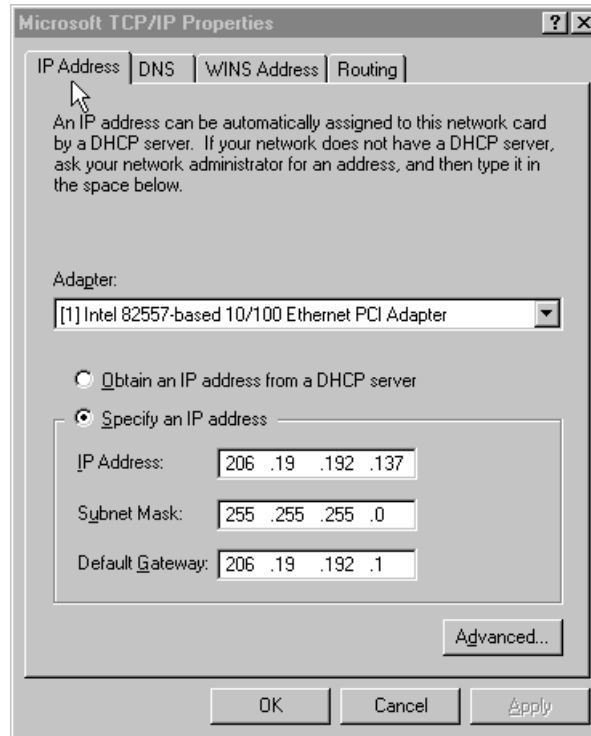 Microsoft TCP/IP Properties
IP Address DNS WINS Address Routing
An IP address can be automatically assigned to this network card
by a DHCP server. If your network does not have a DHCP server,
ask your network administrator for an address, and then type it in
the space below.
Adapter:
[1] Intel 82557-based 10/100 Ethernet PCI Adapter
Obtain an IP address from a DHCP server
Specify an IP address
IP Address: 206 .19 .192 .137
Subnet Mask: 255 .255 .255 .0
Default Gateway: 206 .19 .192 .1
Advanced...
OK Cancel Apply